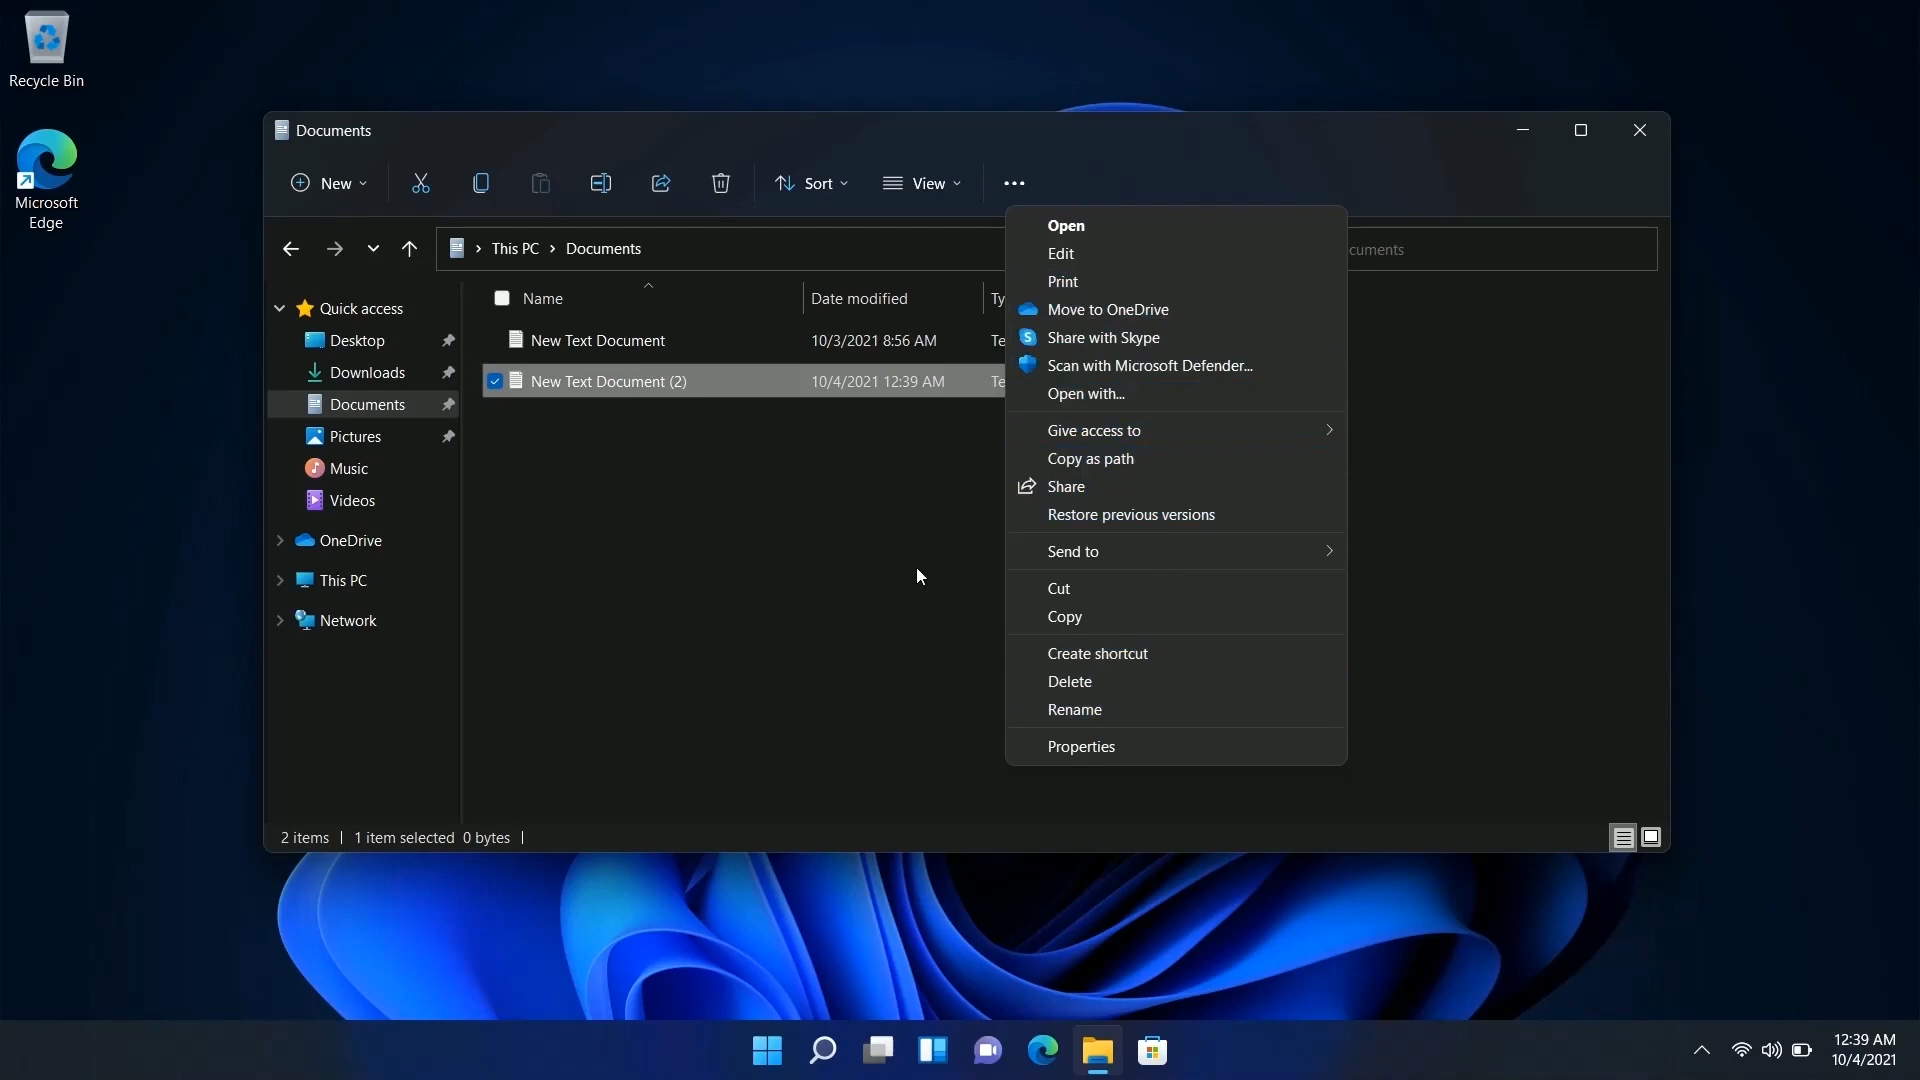 Recycle Bin
Microsoft
Edge
Documents
New
Sort
View
This PC
Documents
cuments
Quick access
Desktop
Downloads
Documents
Pictures
Music
Videos
OneDrive
This PC
Network
Name
Date modified
Ty
New Text Document
10/3/2021 8:56 AM
Te
New Text Document (2)
10/4/2021 12:39 AM
Te
Open
Edit
Print
Move to OneDrive
Share with Skype
Scan with Microsoft Defender...
Open with...
Give access to
Copy as path
Share
Restore previous versions
Send to
Cut
Copy
Create shortcut
Delete
Rename
Properties
2 items
1 item selected 0 bytes
12:39 AM
10/4/2021